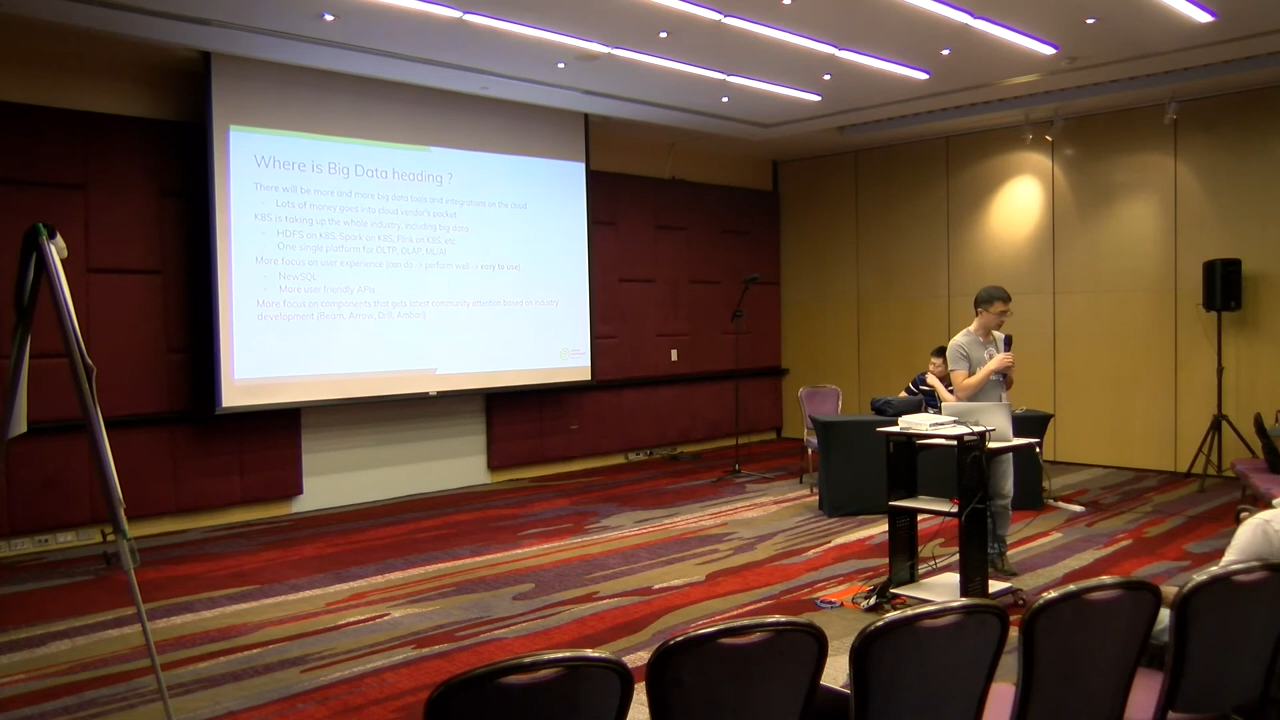 Where is Big Data heading ?
There will be more and more big data tools and integrations on the cloud
- Lots of money goes into cloud vendor's pocket
K8S is taking up the whole industry, including big data
- HDFS on K8S, Spark on K8S, Flink on K8S, etc
- One single platform for OLTP, OLAP, ML/AI
More focus on user experience (can do -> perform well -> easy to use)
- NewSQL
- More user friendly APIs
More focus on components that gets latest community attention based on industry
development (Beam, Arrow, Drill, Ambari)